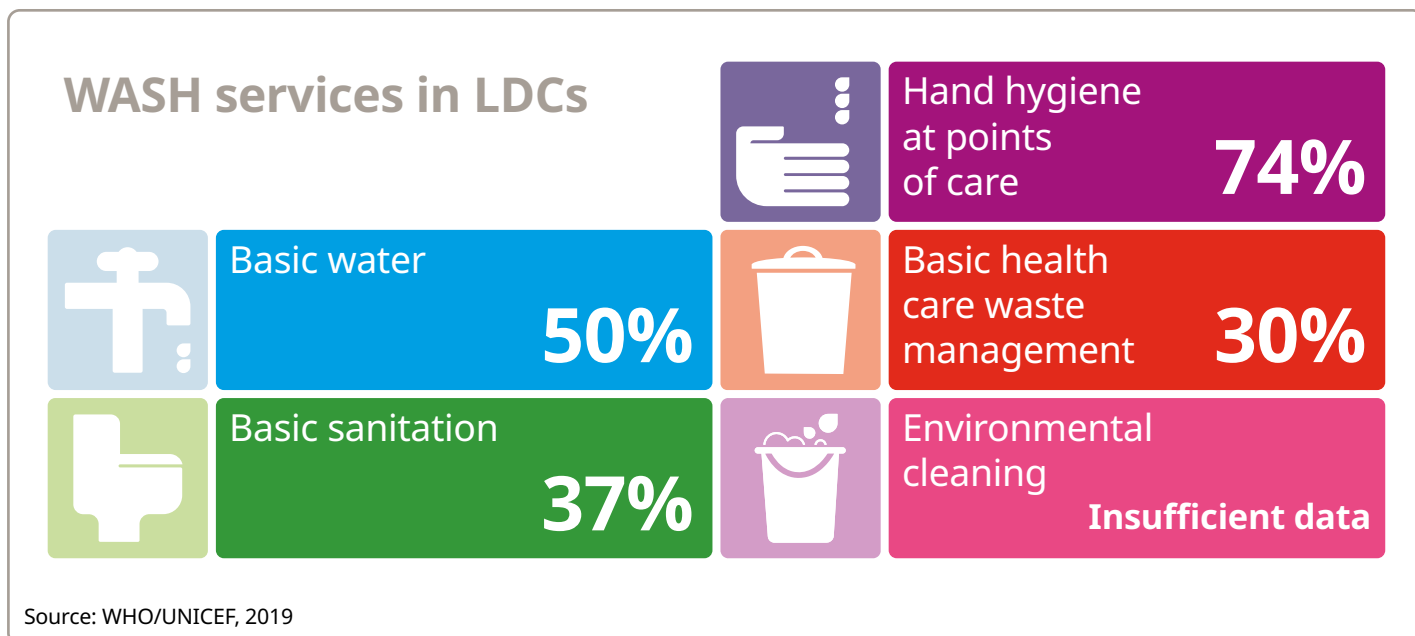 WASH services in LDCs
Hand hygiene
at points
of care
74%
Basic water
50%
Basic health
care waste
management
30%
Basic sanitation
37%
Environmental
cleaning
Insufficient data
Source: WHO/UNICEF, 2019